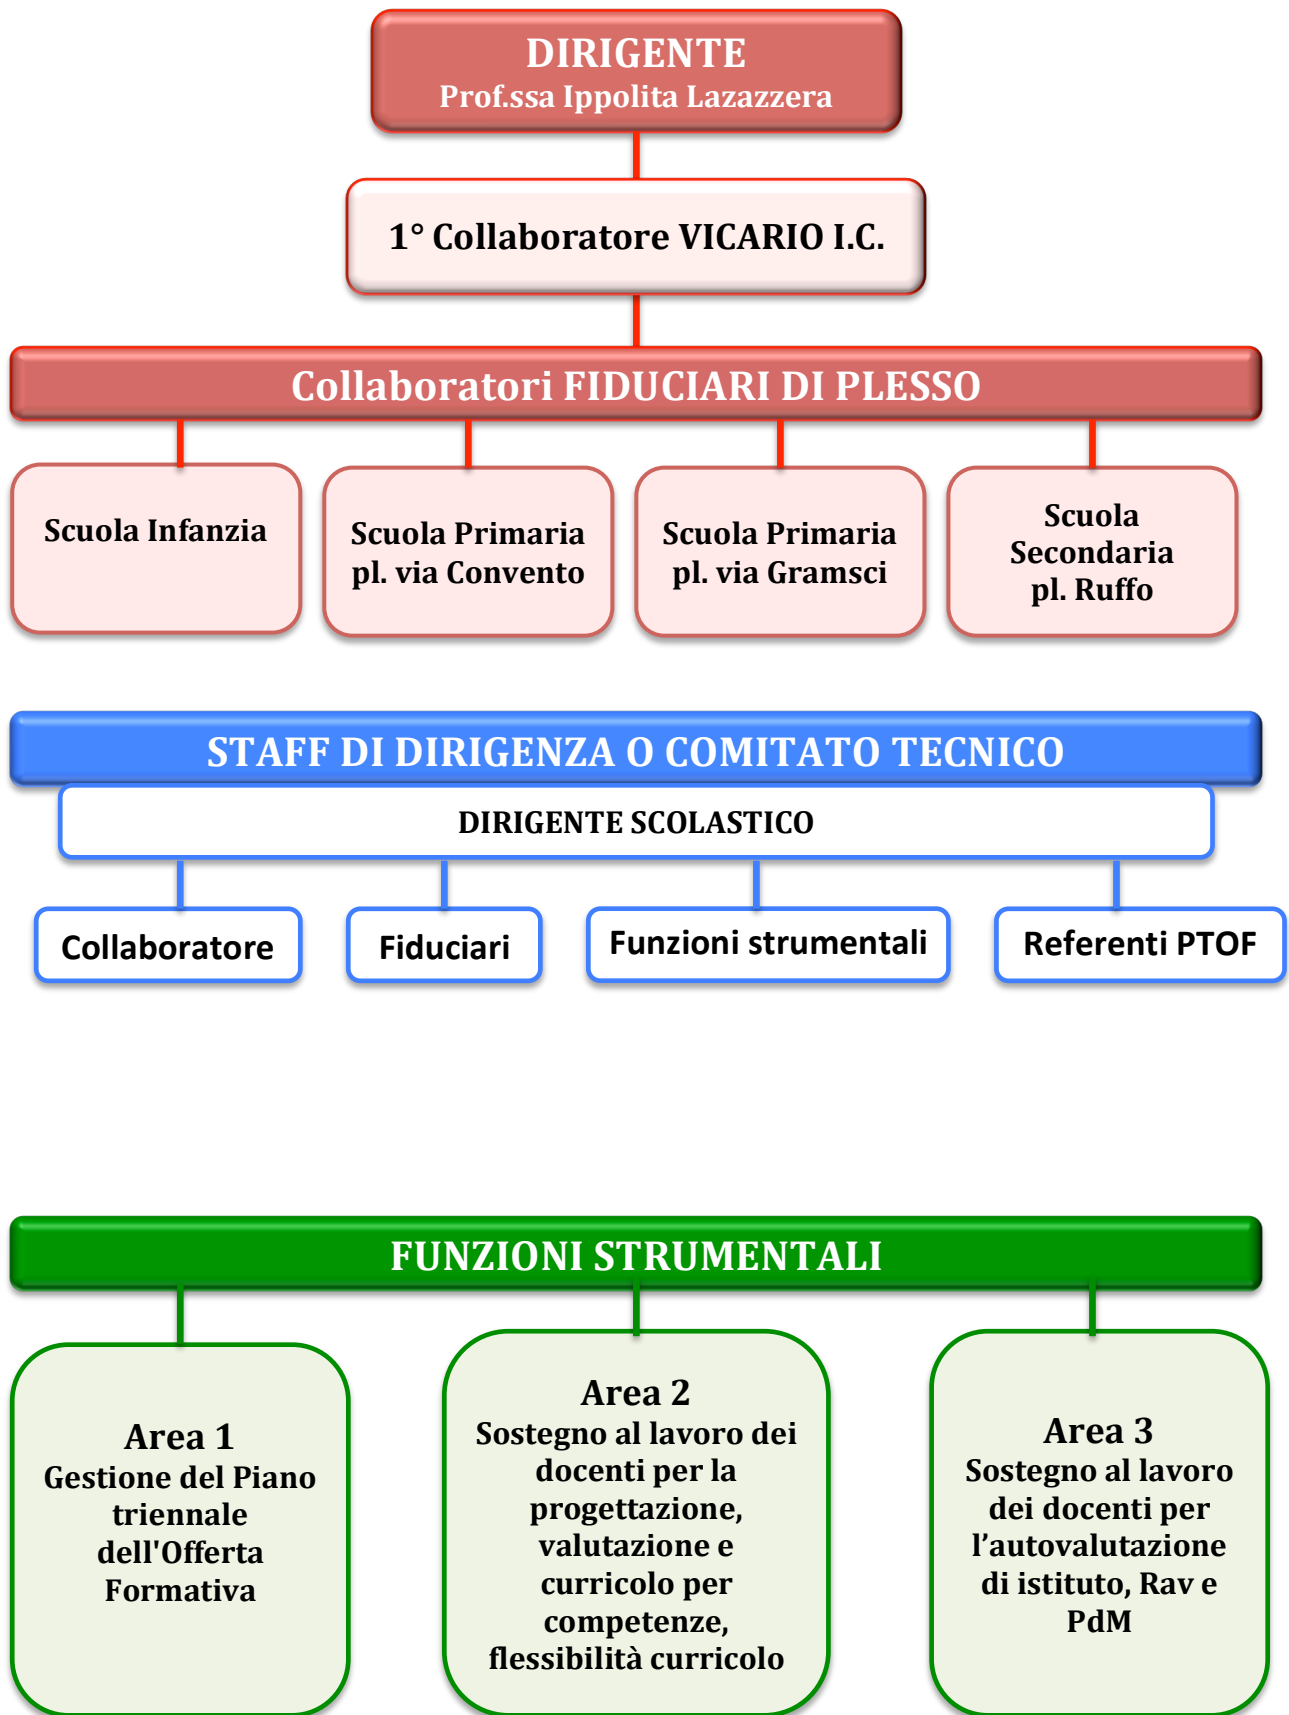 DIRIGENTE
Prof.ssa Ippolita Lazazzera
1° Collaboratore VICARIO I.C.
Collaboratori FIDUCIARI DI PLESSO
Scuola Infanzia
Scuola Primaria
pl. via Convento
Scuola Primaria
pl. via Gramsci
Scuola
Secondaria
pl. Ruffo
STAFF DI DIRIGENZA O COMITATO TECNICO
DIRIGENTE SCOLASTICO
Collaboratore
Fiduciari
Funzioni strumentali
Referenti PTOF
FUNZIONI STRUMENTALI
Area 1
Gestione del Piano
triennale
dell'Offerta
Formativa
Area 2
Sostegno al lavoro dei
docenti per la
progettazione,
valutazione e
curricolo per
competenze,
flessibilità curricolo
Area 3
Sostegno al lavoro
dei docenti per
l’autovalutazione
di istituto, Rav e
PdM